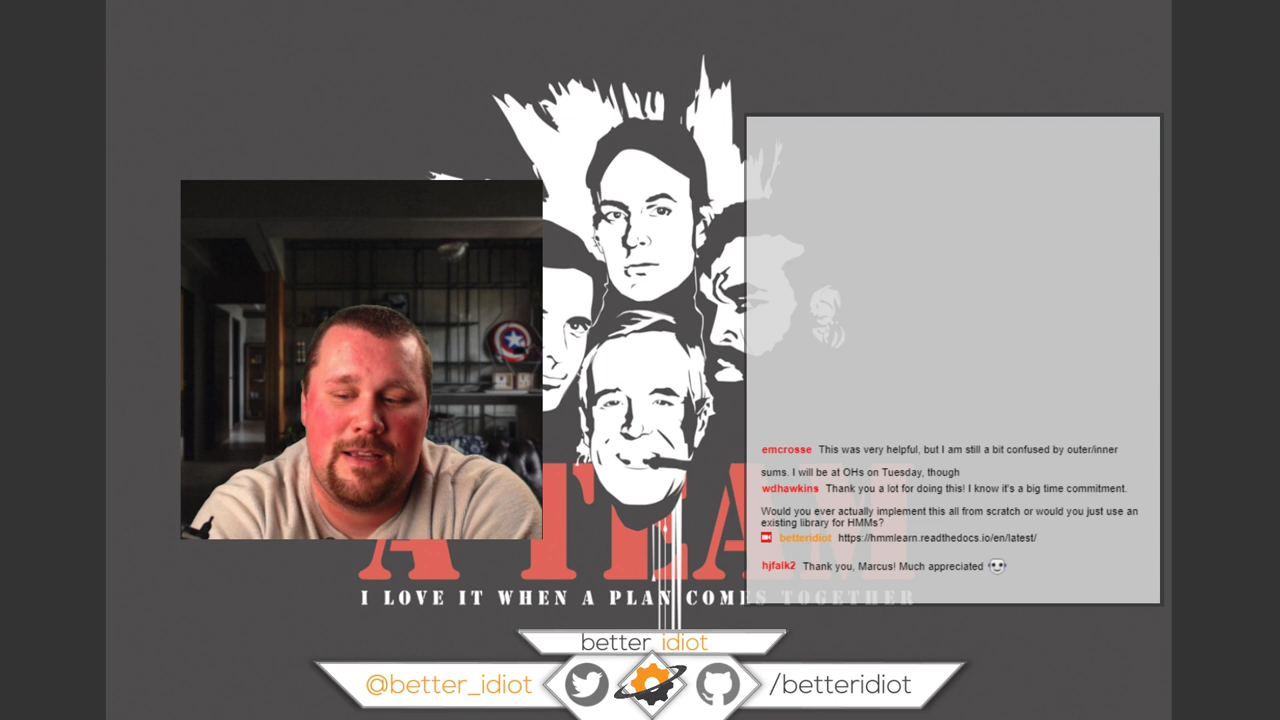 emcrosse This was very helpful, but I am still a bit confused by outer/inner
sums. I will be at OHs on Tuesday, though
wdhawkins Thank you a lot for doing this! I know it's a big time commitment.
Would you ever actually implement this all from scratch or would you just use an
existing library for HMMs?
betteridiot https://hmmlearn.readthedocs.io/en/latest/
hjfalk2 Thank you, Marcus! Much appreciated
A TEAM
I LOVE IT WHEN A PLAN COMES TOGETHER
better_idiot
@better_idiot
/betteridiot